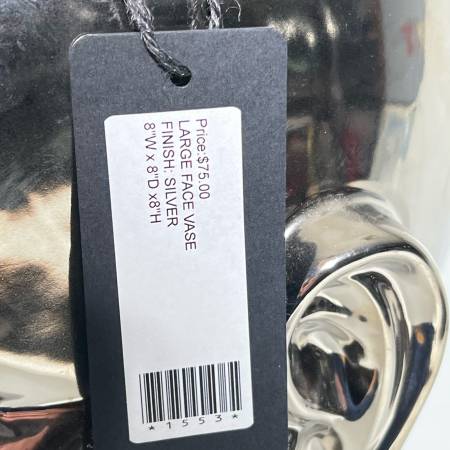 Price:$75.00
LARGE FACE VASE
FINISH: SILVER
8"W x 8"D x8"H
*1553*